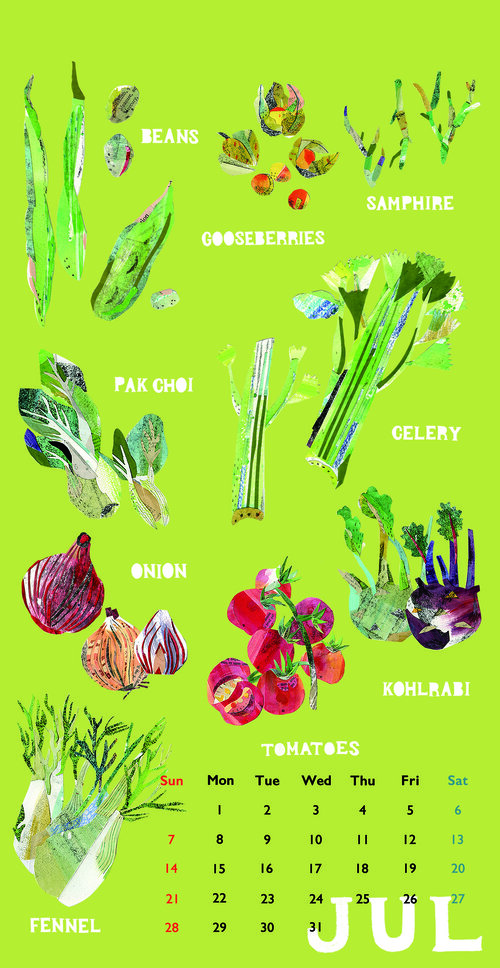 BEANS
SAMPHIRE
GOOSEBERRIES
PAK CHOI
CELERY
ONION
KOHLRABI
TOMATOES
FENNEL
Sun Mon Tue Wed Thu Fri Sat
1 2 3 4 5 6
7 8 9 10 11 12 13
14 15 16 17 18 19 20
21 22 23 24 25 26 27
28 29 30 31
JUL